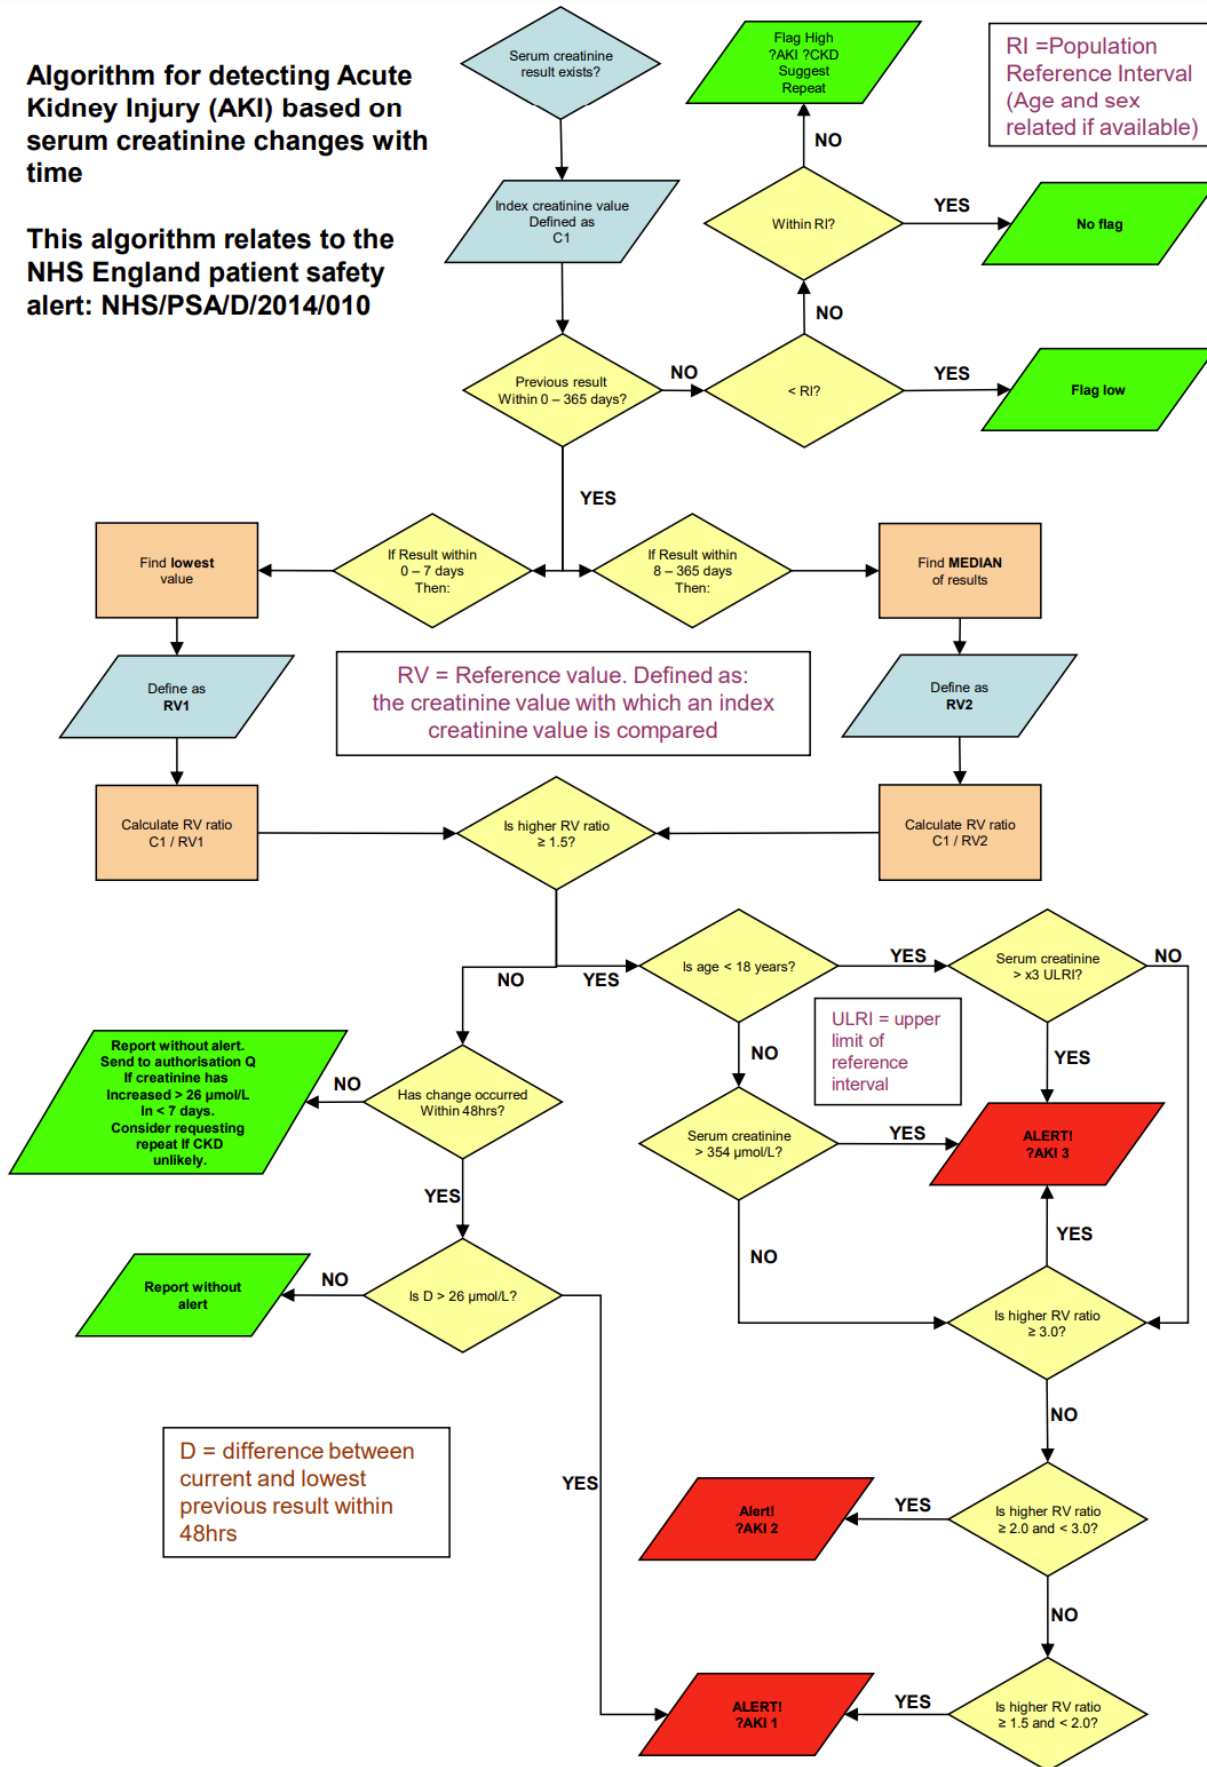 Algorithm for detecting Acute
Kidney Injury (AKI) based on
serum creatinine changes with
time
This algorithm relates to the
NHS England patient safety
alert: NHS/PSA/D/2014/010
Serum creatinine
result exists?
Flag High
?AKI ?CKD
Suggest
Repeat
RI =Population
Reference Interval
(Age and sex
related if available)
NO
Index creatinine value
Defined as
C1
Within RI?
YES
No flag
NO
Previous result
Within 0 – 365 days?
NO
< RI?
YES
Flag low
YES
Find lowest
value
If Result within
0 – 7 days
Then:
If Result within
8 – 365 days
Then:
Find MEDIAN
of results
Define as
RV1
RV = Reference value. Defined as:
the creatinine value with which an index
creatinine value is compared
Define as
RV2
Calculate RV ratio
C1 / RV1
Is higher RV ratio
≥ 1.5?
Calculate RV ratio
C1 / RV2
NO
YES
Is age < 18 years?
YES
Serum creatinine
> x3 ULRI?
NO
ULRI = upper
limit of
reference
interval
Report without alert.
Send to authorisation Q
If creatinine has
Increased > 26 µmol/L
In < 7 days.
Consider requesting
repeat If CKD
unlikely.
NO
Has change occurred
Within 48hrs?
NO
YES
Serum creatinine
> 354 µmol/L?
YES
ALERT!
?AKI 3
YES
NO
YES
Report without
alert
NO
Is D > 26 µmol/L?
Is higher RV ratio
≥ 3.0?
NO
D = difference between
current and lowest
previous result within
48hrs
YES
Alert!
?AKI 2
YES
Is higher RV ratio
≥ 2.0 and < 3.0?
NO
ALERT!
?AKI 1
YES
Is higher RV ratio
≥ 1.5 and < 2.0?